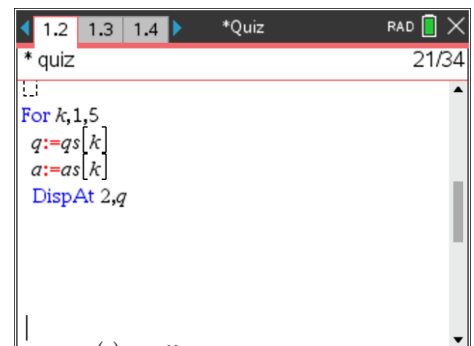 1.2 1.3 1.4 *Quiz RAD
* quiz 21/34
For k,1,5
q:=qs[k]
a:=as[k]
DispAt 2,q